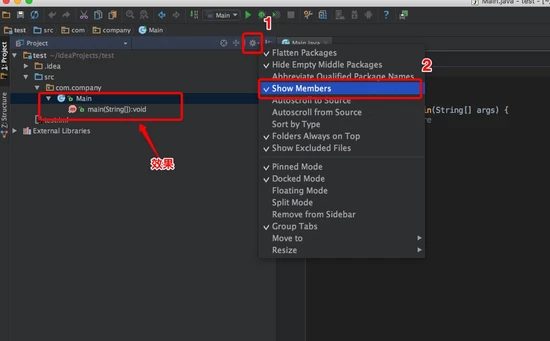 Main.java
1
Main
test
src
com
company
Main
Project
Main.java
1: Project
Z: Structure
test ~/IdeaProjects/test
.idea
src
com.company
Main
main(String[]):void
External Libraries
效果
Flatten Packages
Hide Empty Middle Packages
Abbreviate Qualified Package Names
2
Show Members
Autoscroll to Source
Autoscroll from Source
Sort by Type
Folders Always on Top
Show Excluded Files
Pinned Mode
Docked Mode
Floating Mode
Split Mode
Remove from Sidebar
Group Tabs
Move to
Resize
in(String[] args) {
re